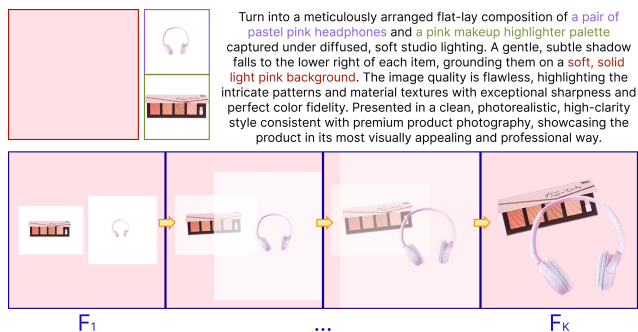 Turn into a meticulously arranged flat-lay composition of a pair of
pastel pink headphones and a pink makeup highlighter palette
captured under diffused, soft studio lighting. A gentle, subtle shadow
falls to the lower right of each item, grounding them on a soft, solid
light pink background. The image quality is flawless, highlighting the
intricate patterns and material textures with exceptional sharpness and
perfect color fidelity. Presented in a clean, photorealistic, high-clarity
style consistent with premium product photography, showcasing the
product in its most visually appealing and professional way.
F1
...
FK